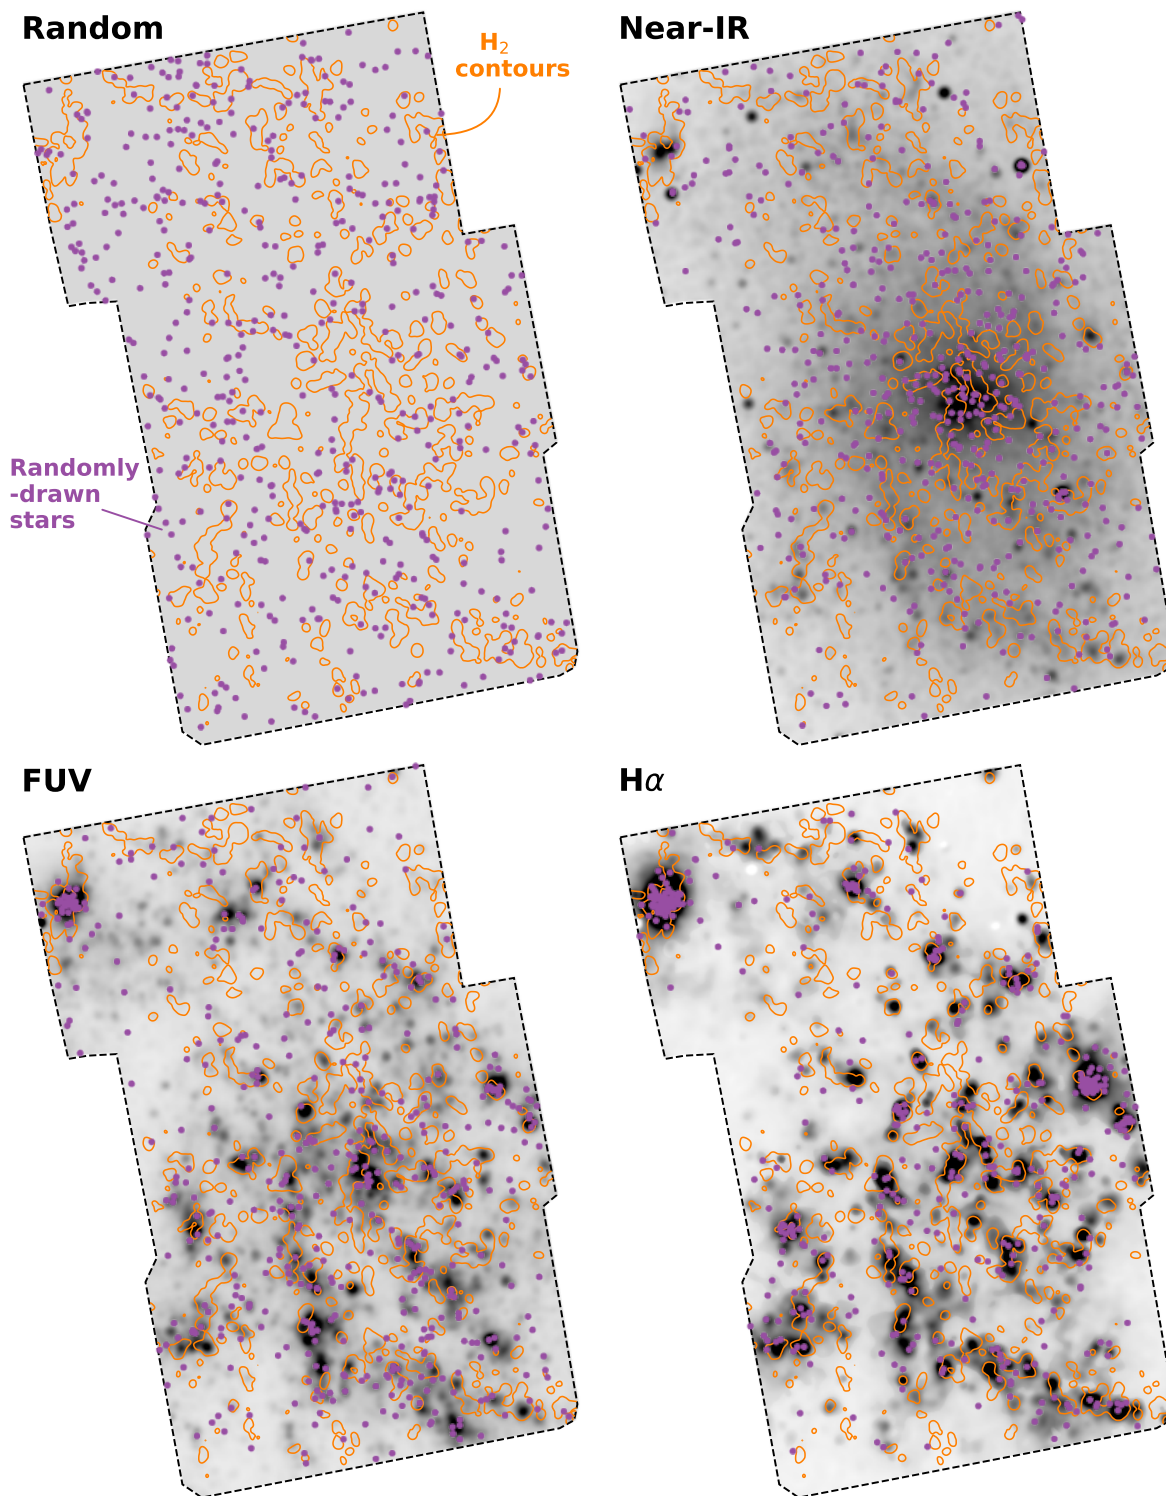 Random
H₂
contours
Near-IR
Randomly
-drawn
stars
FUV
Hα